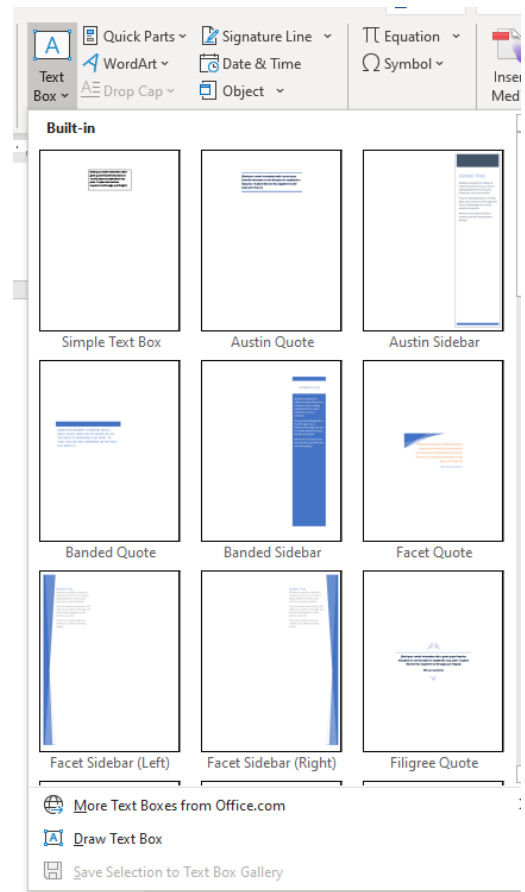 A
Text
Box
Quick Parts
WordArt
Drop Cap
Signature Line
Date & Time
Object
Equation
Symbol
Built-in
Simple Text Box
Austin Quote
Austin Sidebar
Banded Quote
Banded Sidebar
Facet Quote
Facet Sidebar (Left)
Facet Sidebar (Right)
Filigree Quote
More Text Boxes from Office.com
Draw Text Box
Save Selection to Text Box Gallery